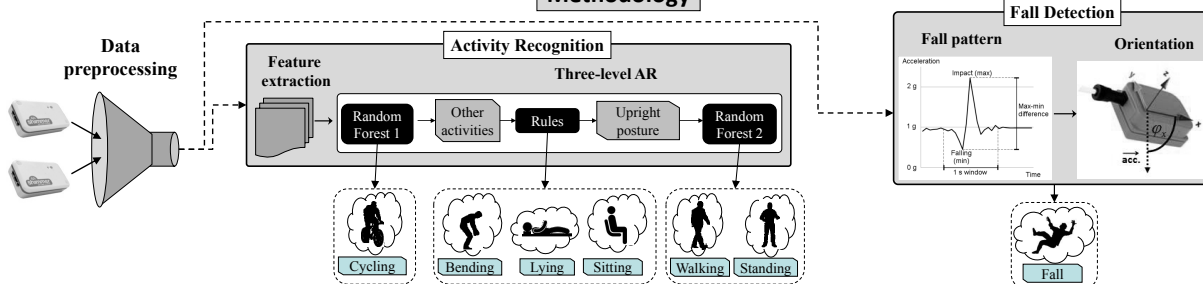 Methodology
Data
preprocessing
Activity Recognition
Feature
extraction
Three-level AR
Random
Forest 1
Other
activities
Rules
Upright
posture
Random
Forest 2
Cycling
Bending
Lying
Sitting
Walking
Standing
Fall Detection
Fall pattern
Orientation
Acceleration
Impact (max)
2 g
Max-min
difference
1 g
Falling
(min)
0 g
1 s window
Time
y
z
x
φx
acc.
Fall